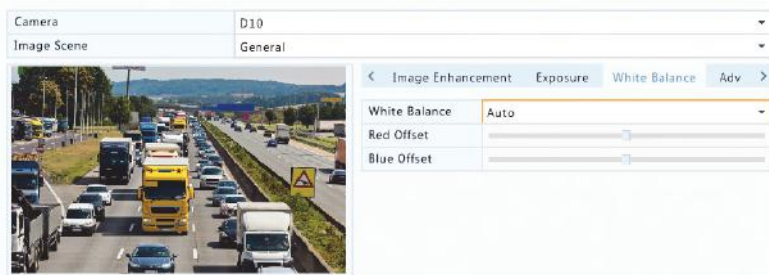 Camera D10
Image Scene General
< Image Enhancement Exposure White Balance Adv >
White Balance Auto
Red Offset
Blue Offset